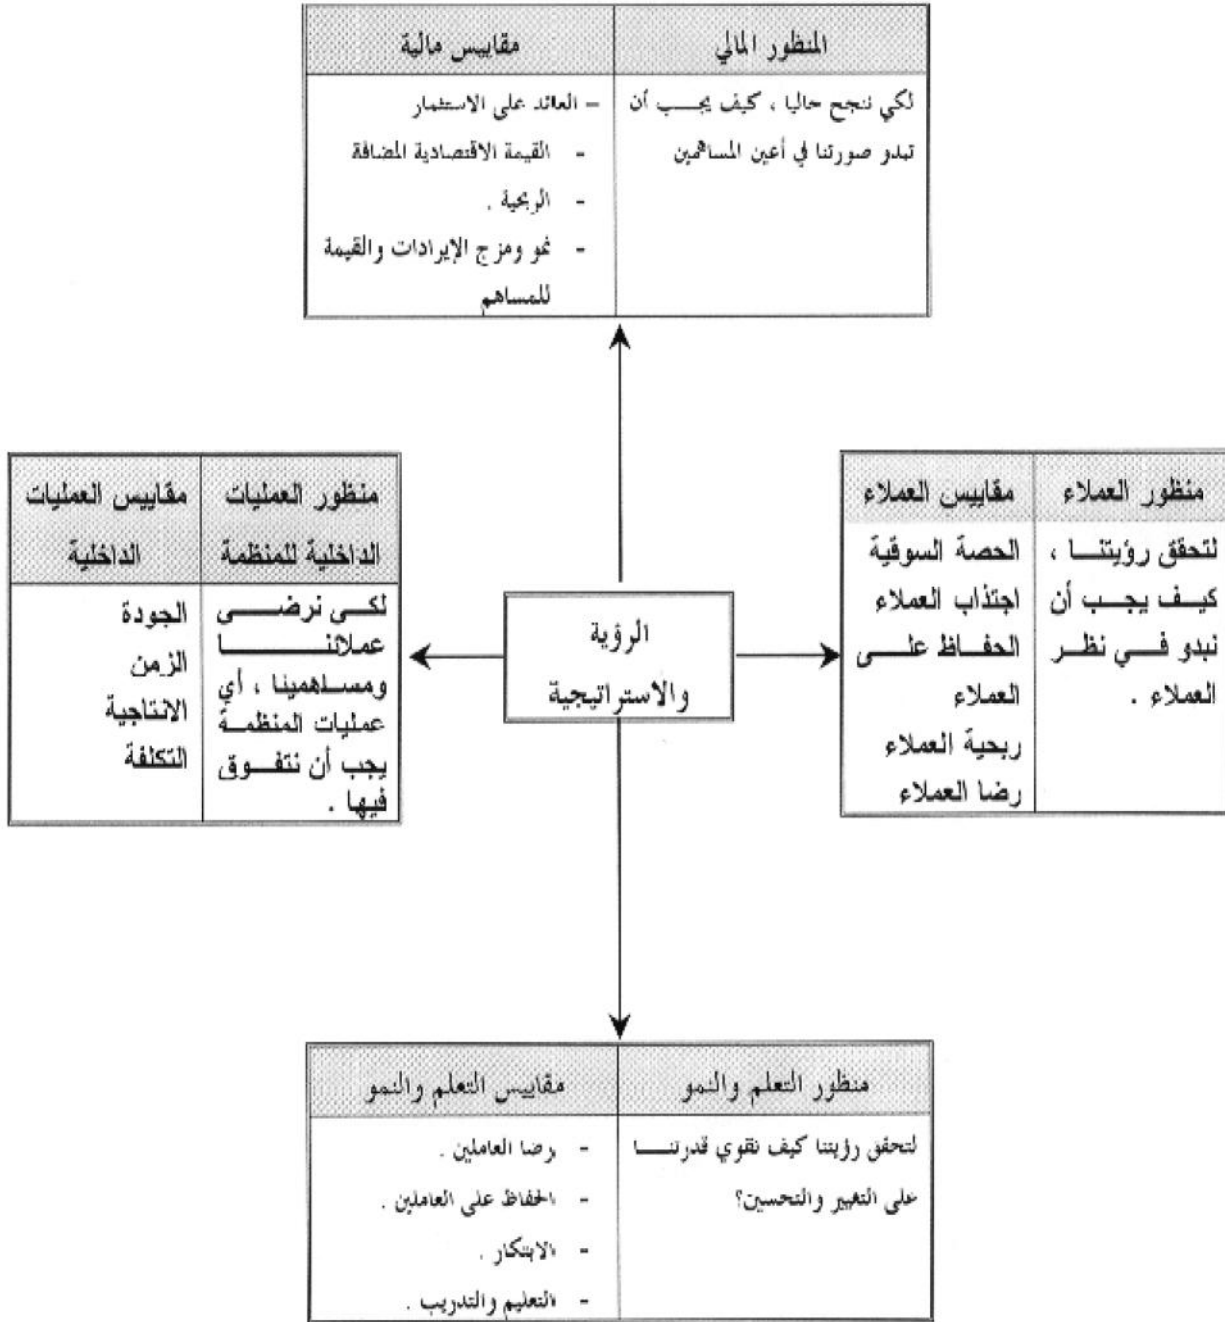 المنظور المالي
مقاييس مالية
لكي ننجح حاليا ، كيف يجب أن
تبدو صورتنا في أعين المساهمين
– العائد على الاستثمار
- القيمة الاقتصادية المضافة
- الربحية .
- نمو ومزج الإيرادات والقيمة
للمساهم
منظور العملاء
مقاييس العملاء
لتحقق رؤيتنا ،
كيف يجب أن
نبدو في نظر
العملاء .
الحصة السوقية
اجتذاب العملاء
الحفاظ على
العملاء
ربحية العملاء
رضا العملاء
الرؤية
والاستراتيجية
منظور العمليات
الداخلية للمنظمة
مقاييس العمليات
الداخلية
لكى نرضى
عملائنا
ومساهمينا ، أي
عمليات المنظمة
يجب أن نتفوق
فيها .
الجودة
الزمن
الانتاجية
التكلفة
منظور التعلم والنمو
مقاييس التعلم والنمو
لتحقق رؤيتنا كيف نقوي قدرتنا
على التغيير والتحسين؟
- رضا العاملين .
- الحفاظ على العاملين .
- الابتكار .
- التعليم والتدريب .